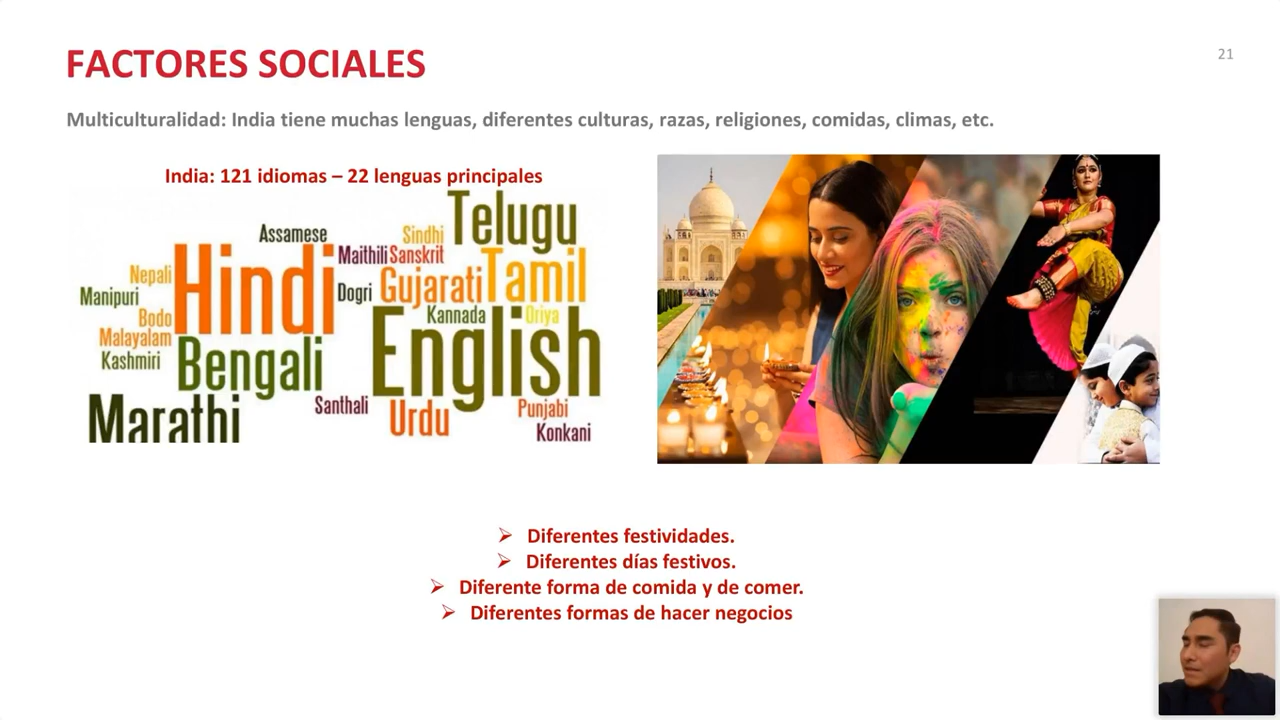 FACTORES SOCIALES
21
Multiculturalidad: India tiene muchas lenguas, diferentes culturas, razas, religiones, comidas, climas, etc.
India: 121 idiomas – 22 lenguas principales
Telugu
Assamese
Sindhi
Maithili
Sanskrit
Nepali
Hindi
Dogri
Gujarati
Tamil
Manipuri
Bodo
Kannada
Oriya
Malayalam
Kashmiri
Bengali
English
Marathi
Santhali
Urdu
Punjabi
Konkani
➢ Diferentes festividades.
➢ Diferentes días festivos.
➢ Diferente forma de comida y de comer.
➢ Diferentes formas de hacer negocios